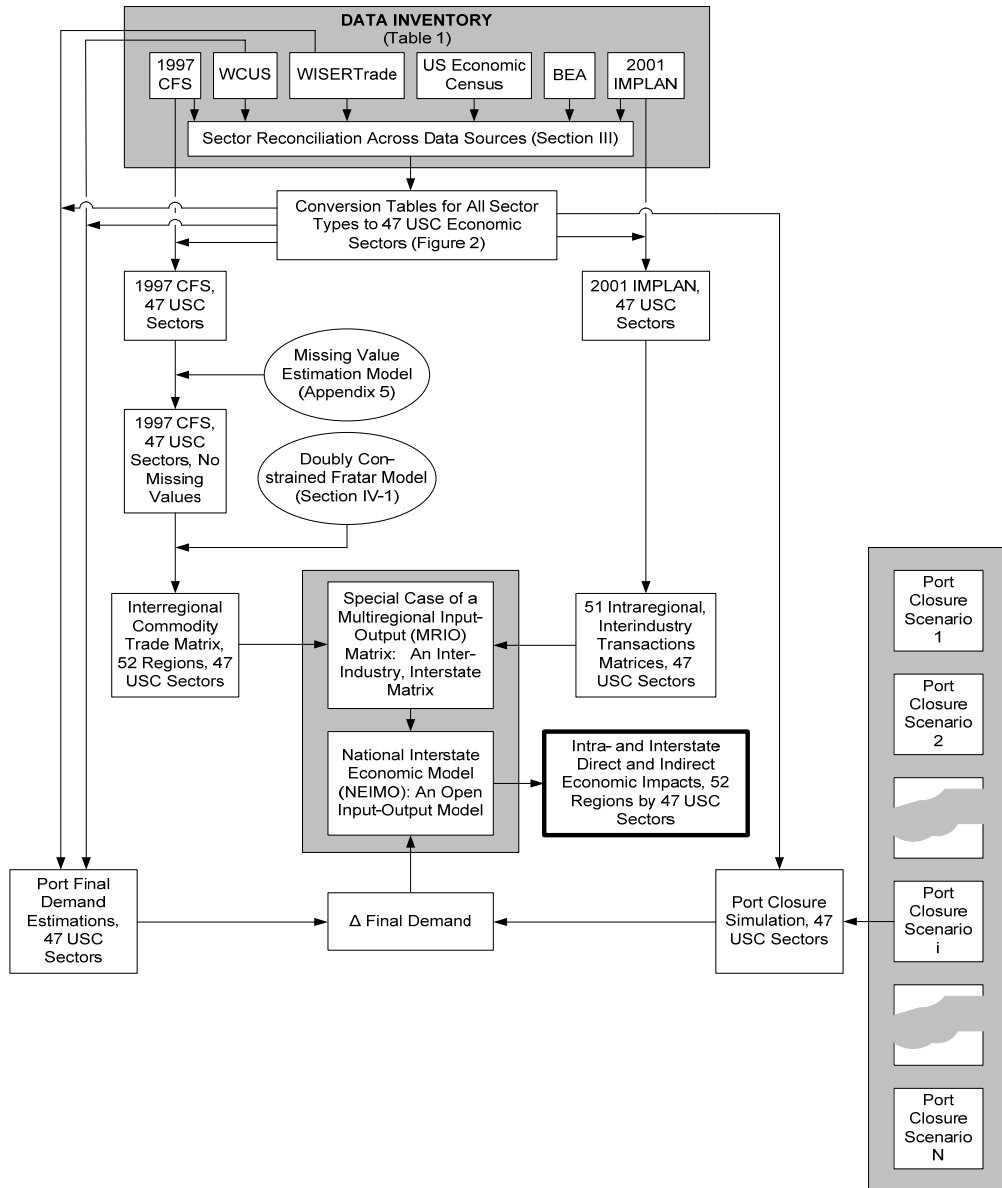 DATA INVENTORY
(Table 1)
1997
CFS
WCUS
WISERTrade
US Economic
Census
BEA
2001
IMPLAN
Sector Reconciliation Across Data Sources (Section III)
Conversion Tables for All Sector
Types to 47 USC Economic
Sectors (Figure 2)
1997 CFS,
47 USC
Sectors
2001 IMPLAN,
47 USC
Sectors
Missing Value
Estimation Model
(Appendix 5)
1997 CFS,
47 USC
Sectors, No
Missing
Values
Doubly Con-
strained Fratar Model
(Section IV-1)
Interregional
Commodity
Trade Matrix,
52 Regions, 47
USC Sectors
Special Case of a
Multiregional Input-
Output (MRIO)
Matrix: An Inter-
Industry, Interstate
Matrix
51 Intraregional,
Interindustry
Transactions
Matrices, 47
USC Sectors
National Interstate
Economic Model
(NEIMO): An Open
Input-Output Model
Intra- and Interstate
Direct and Indirect
Economic Impacts, 52
Regions by 47 USC
Sectors
Port Final
Demand
Estimations,
47 USC
Sectors
Δ Final Demand
Port Closure
Simulation, 47
USC Sectors
Port
Closure
Scenario
1
Port
Closure
Scenario
2
Port
Closure
Scenario
i
Port
Closure
Scenario
N